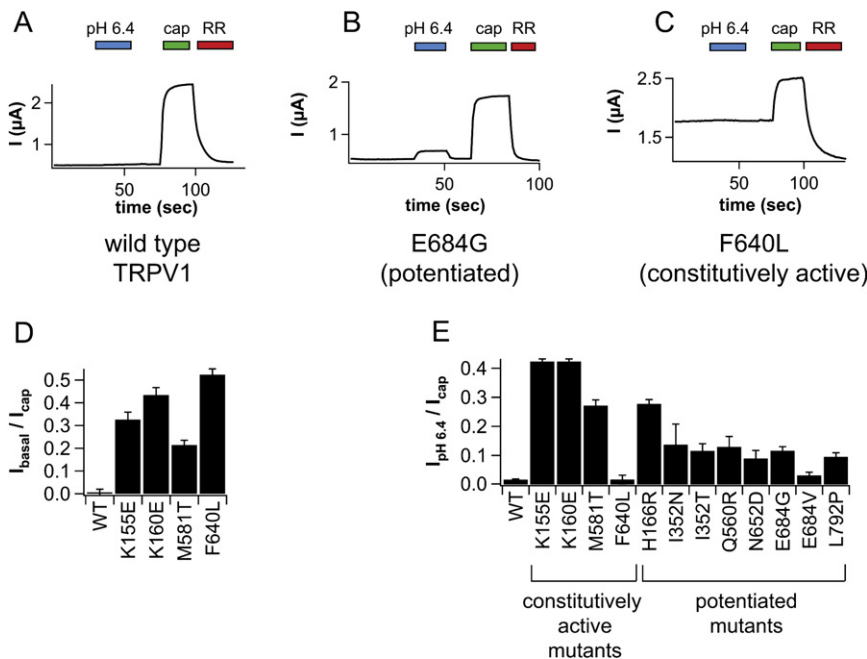 A
pH 6.4 cap RR
I (µA)
2
1
50 100
time (sec)
wild type
TRPV1
B
pH 6.4 cap RR
I (µA)
2
1
50 100
time (sec)
E684G
(potentiated)
C
pH 6.4 cap RR
I (µA)
2.5
1.5
50 100
time (sec)
F640L
(constitutively active)
D
I basal / I cap
0.5
0.4
0.3
0.2
0.1
0.0
WT
K155E
K160E
M581T
F640L
E
I pH 6.4 / I cap
0.4
0.3
0.2
0.1
0.0
WT
K155E
K160E
M581T
F640L
H166R
I352N
I352T
Q560R
N652D
E684G
E684V
L792P
constitutively
active
mutants
potentiated
mutants